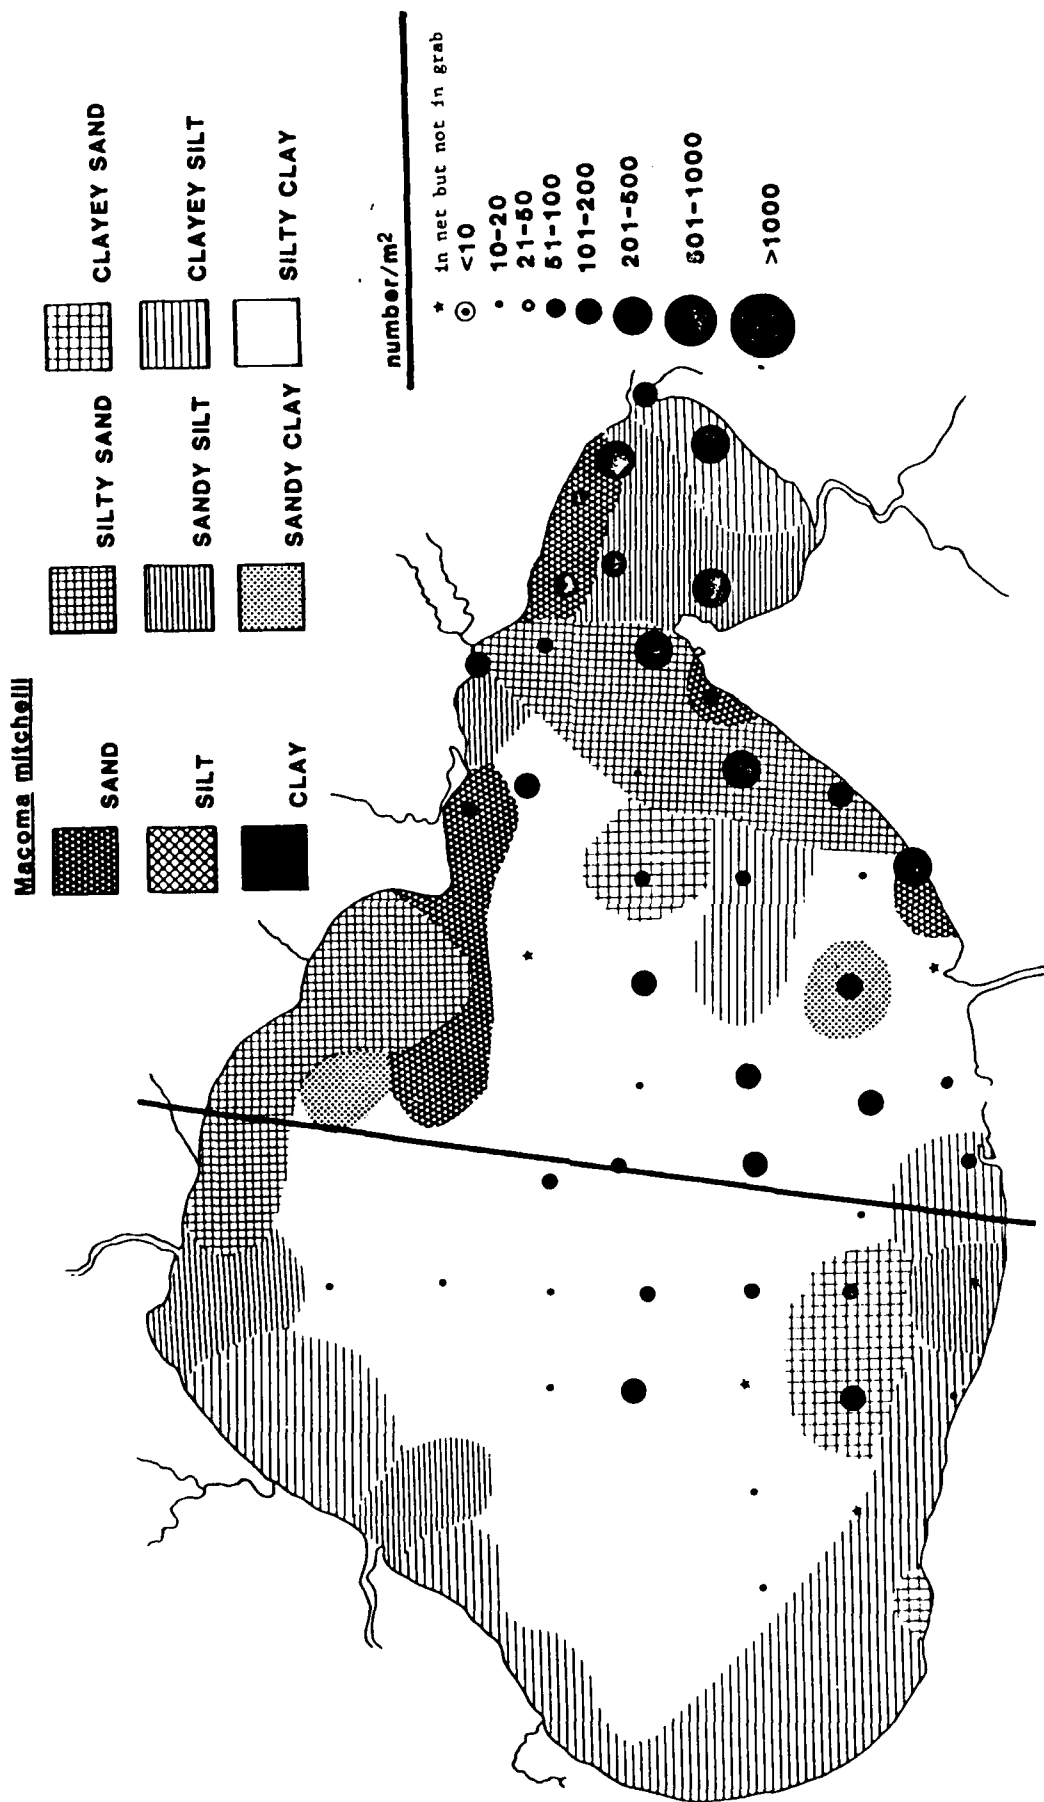 Macoma mitchelli
SAND
SILTY SAND
CLAYEY SAND
SILT
SANDY SILT
CLAYEY SILT
CLAY
SANDY CLAY
SILTY CLAY
number/m²
★ in net but not in grab
<10
10-20
21-50
51-100
101-200
201-500
501-1000
>1000